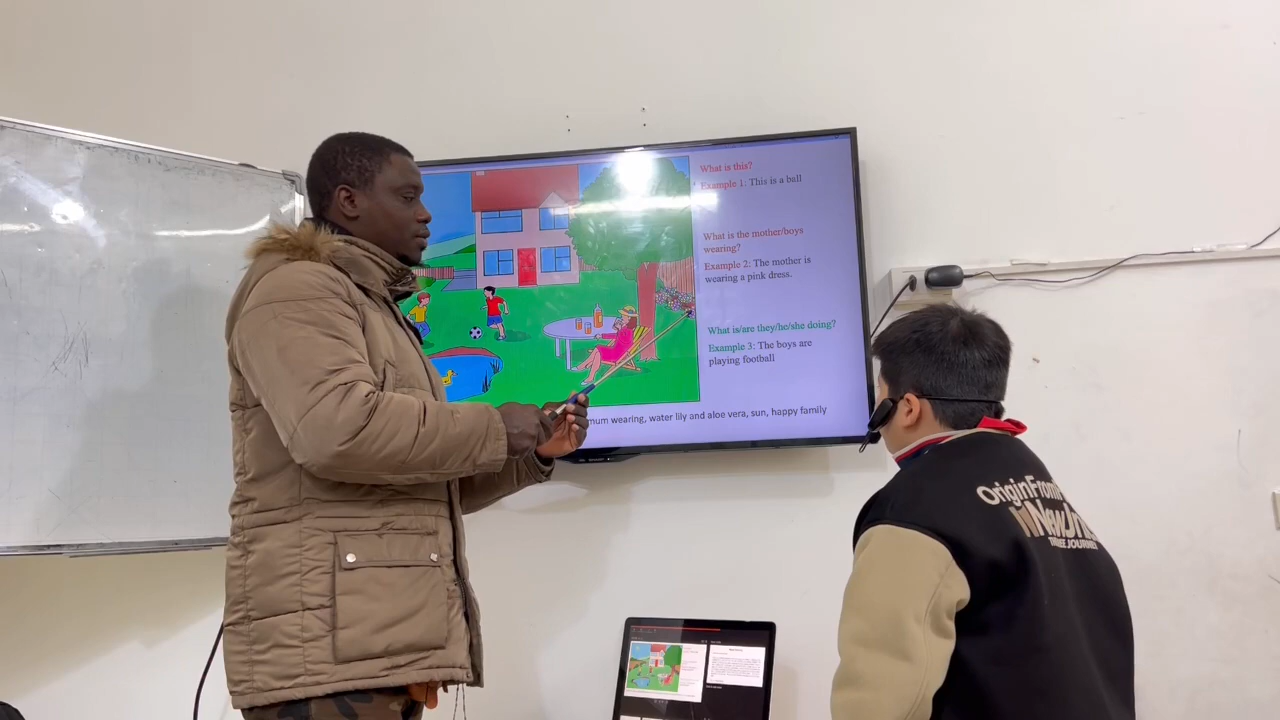 What is this?
Example 1: This is a ball
What is the mother/boys
wearing?
Example 2: The mother is
wearing a pink dress.
What is/are they/he/she doing?
Example 3: The boys are
playing football
mum wearing, water lily and aloe vera, sun, happy family
OriginFrom